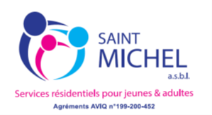 SAINT
MICHEL
a.s.b.l.
Services résidentiels pour jeunes & adultes
Agréments AVIQ n°199-200-452